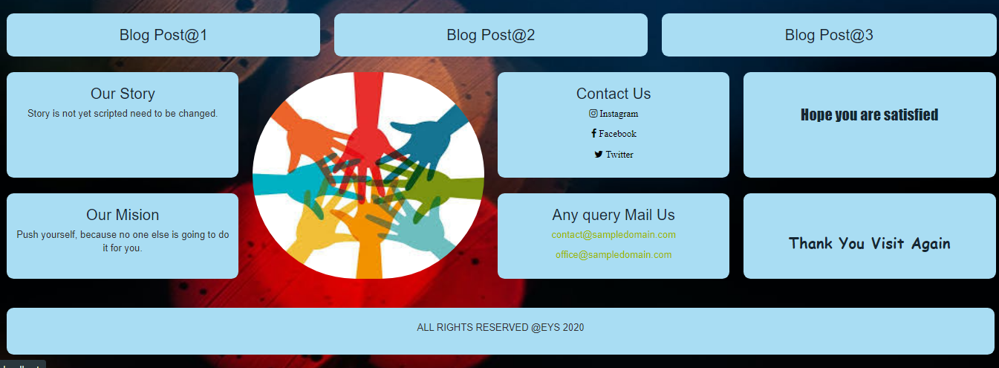 Blog Post@1
Blog Post@2
Blog Post@3
Our Story
Story is not yet scripted need to be changed.
Contact Us
Instagram
Facebook
Twitter
Hope you are satisfied
Our Mision
Push yourself, because no one else is going to do
it for you.
Any query Mail Us
contact@sampledomain.com
office@sampledomain.com
Thank You Visit Again
ALL RIGHTS RESERVED @EYS 2020